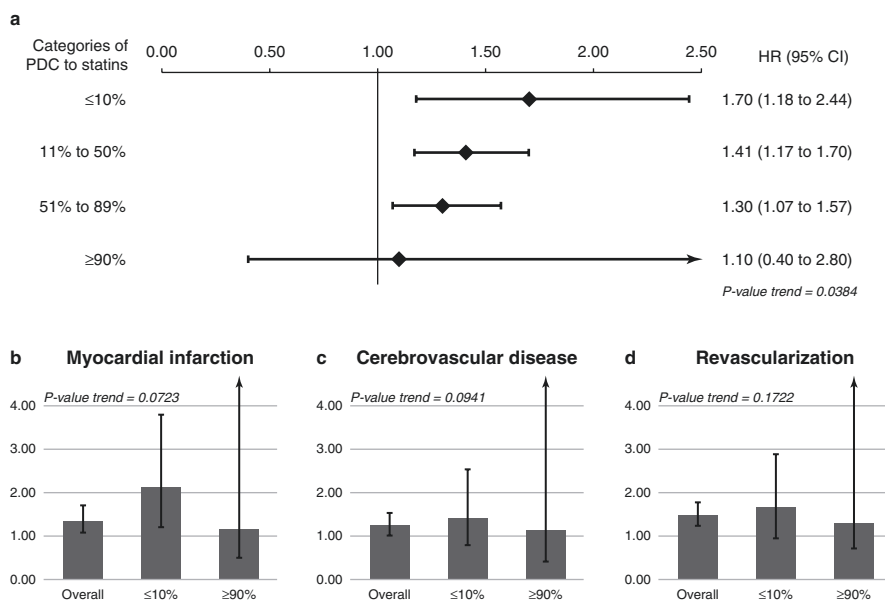 a
Categories of
PDC to statins
0.00 0.50 1.00 1.50 2.00 2.50
HR (95% CI)
≤10% 1.70 (1.18 to 2.44)
11% to 50% 1.41 (1.17 to 1.70)
51% to 89% 1.30 (1.07 to 1.57)
≥90% 1.10 (0.40 to 2.80)
P-value trend = 0.0384
b Myocardial infarction
P-value trend = 0.0723
4.00
3.00
2.00
1.00
0.00
Overall ≤10% ≥90%
c Cerebrovascular disease
P-value trend = 0.0941
4.00
3.00
2.00
1.00
0.00
Overall ≤10% ≥90%
d Revascularization
P-value trend = 0.1722
4.00
3.00
2.00
1.00
0.00
Overall ≤10% ≥90%